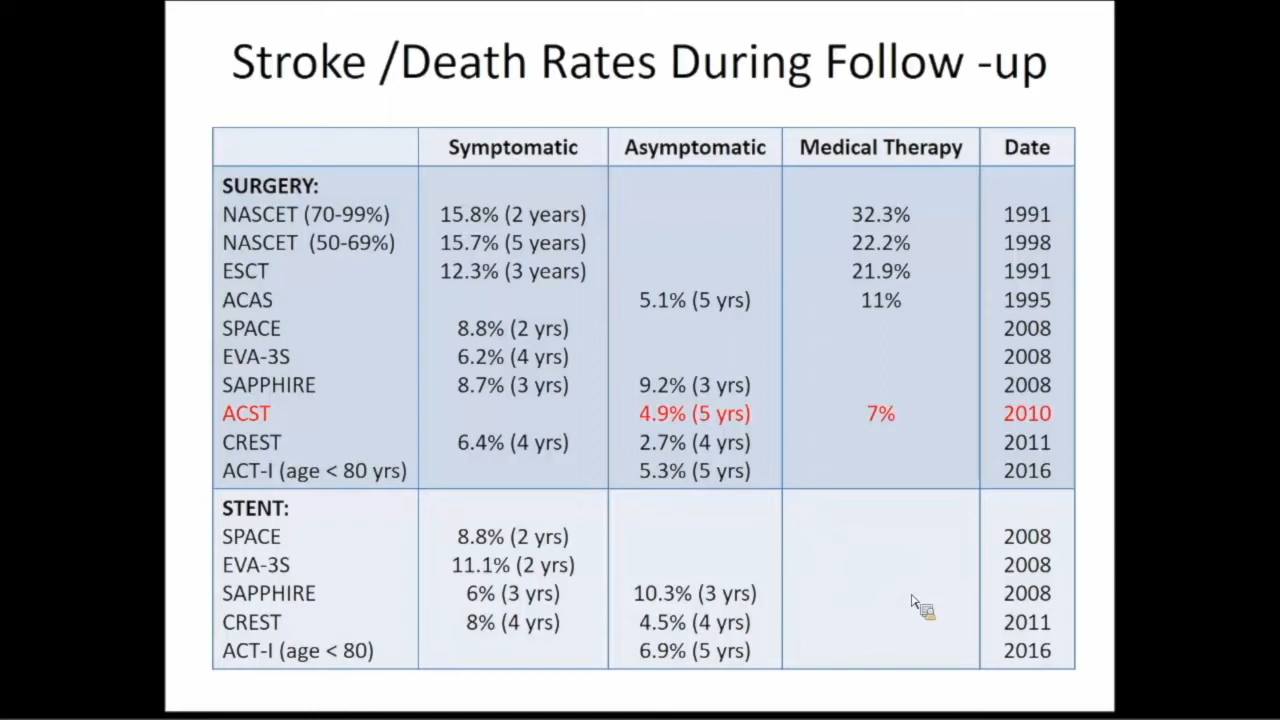 Stroke /Death Rates During Follow -up
Symptomatic Asymptomatic Medical Therapy Date
SURGERY:
NASCET (70-99%) 15.8% (2 years) 32.3% 1991
NASCET (50-69%) 15.7% (5 years) 22.2% 1998
ESCT 12.3% (3 years) 21.9% 1991
ACAS 5.1% (5 yrs) 11% 1995
SPACE 8.8% (2 yrs) 2008
EVA-3S 6.2% (4 yrs) 2008
SAPPHIRE 8.7% (3 yrs) 9.2% (3 yrs) 2008
ACST 4.9% (5 yrs) 7% 2010
CREST 6.4% (4 yrs) 2.7% (4 yrs) 2011
ACT-I (age < 80 yrs) 5.3% (5 yrs) 2016
STENT:
SPACE 8.8% (2 yrs) 2008
EVA-3S 11.1% (2 yrs) 2008
SAPPHIRE 6% (3 yrs) 10.3% (3 yrs) 2008
CREST 8% (4 yrs) 4.5% (4 yrs) 2011
ACT-I (age < 80) 6.9% (5 yrs) 2016